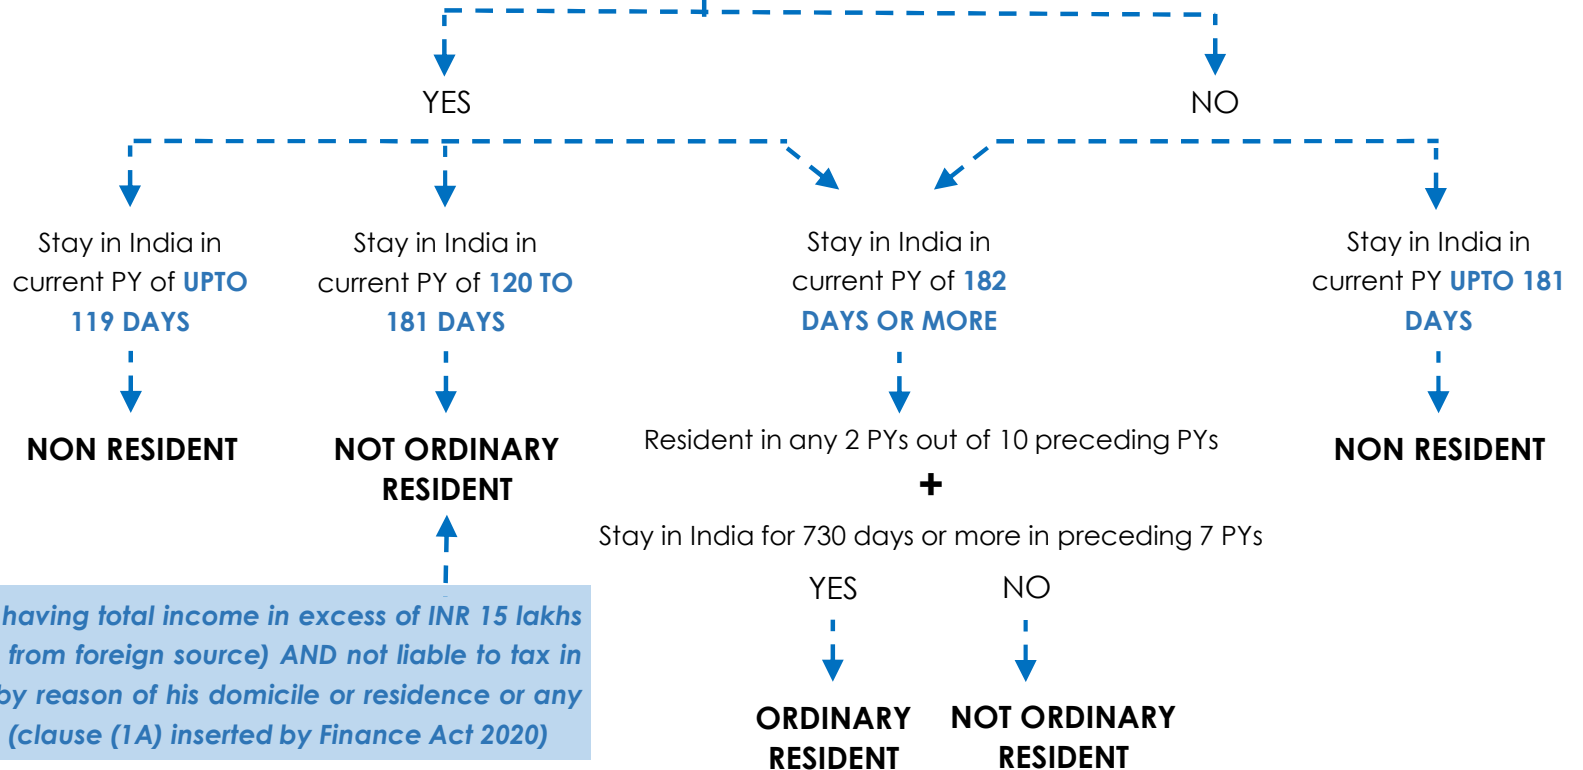 YES
NO
Stay in India in
current PY of UPTO
119 DAYS
Stay in India in
current PY of 120 TO
181 DAYS
Stay in India in
current PY of 182
DAYS OR MORE
Stay in India in
current PY UPTO 181
DAYS
NON RESIDENT
NOT ORDINARY
RESIDENT
Resident in any 2 PYs out of 10 preceding PYs
+
Stay in India for 730 days or more in preceding 7 PYs
NON RESIDENT
YES
NO
having total income in excess of INR 15 lakhs
from foreign source) AND not liable to tax in
by reason of his domicile or residence or any
(clause (1A) inserted by Finance Act 2020)
ORDINARY
RESIDENT
NOT ORDINARY
RESIDENT